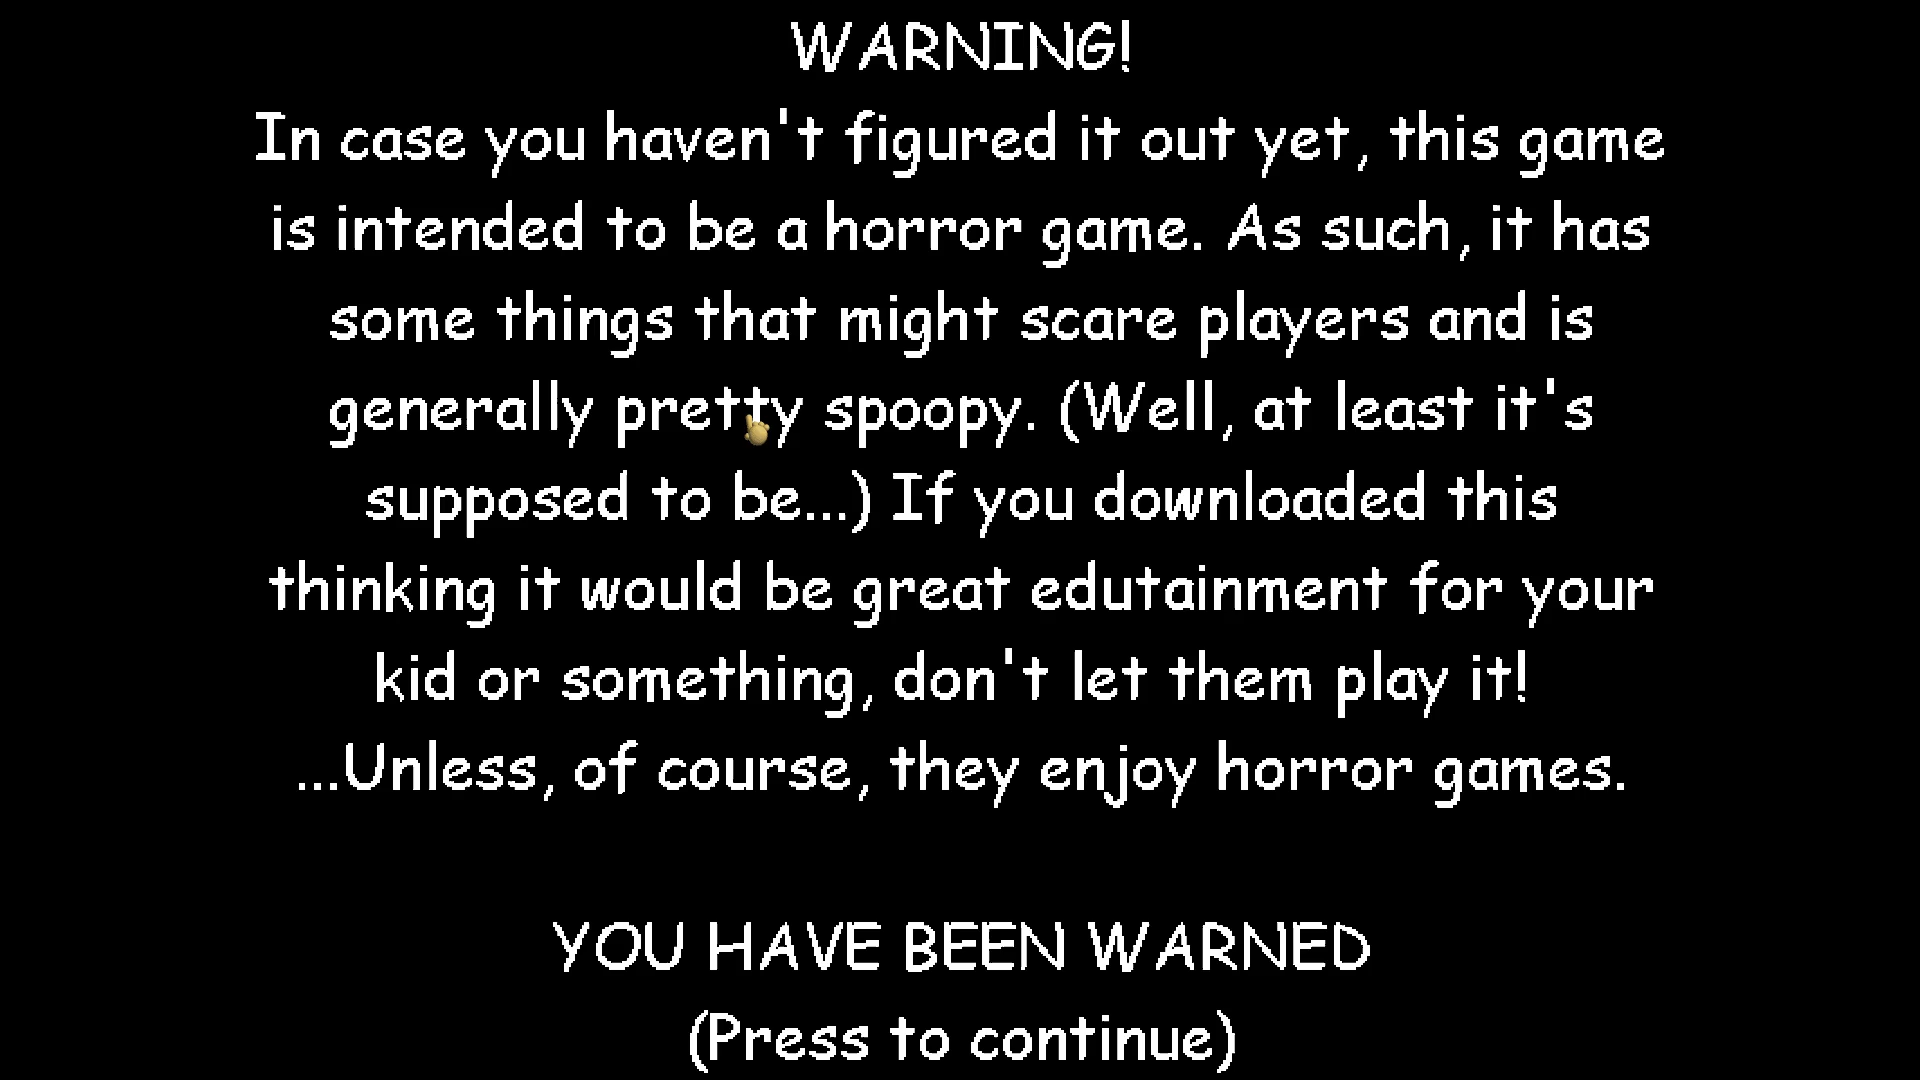 WARNING!
In case you haven't figured it out yet, this game
is intended to be a horror game. As such, it has
some things that might scare players and is
generally pretty spoopy. (Well, at least it's
supposed to be...) If you downloaded this
thinking it would be great edutainment for your
kid or something, don't let them play it!
...Unless, of course, they enjoy horror games.
YOU HAVE BEEN WARNED
(Press to continue)